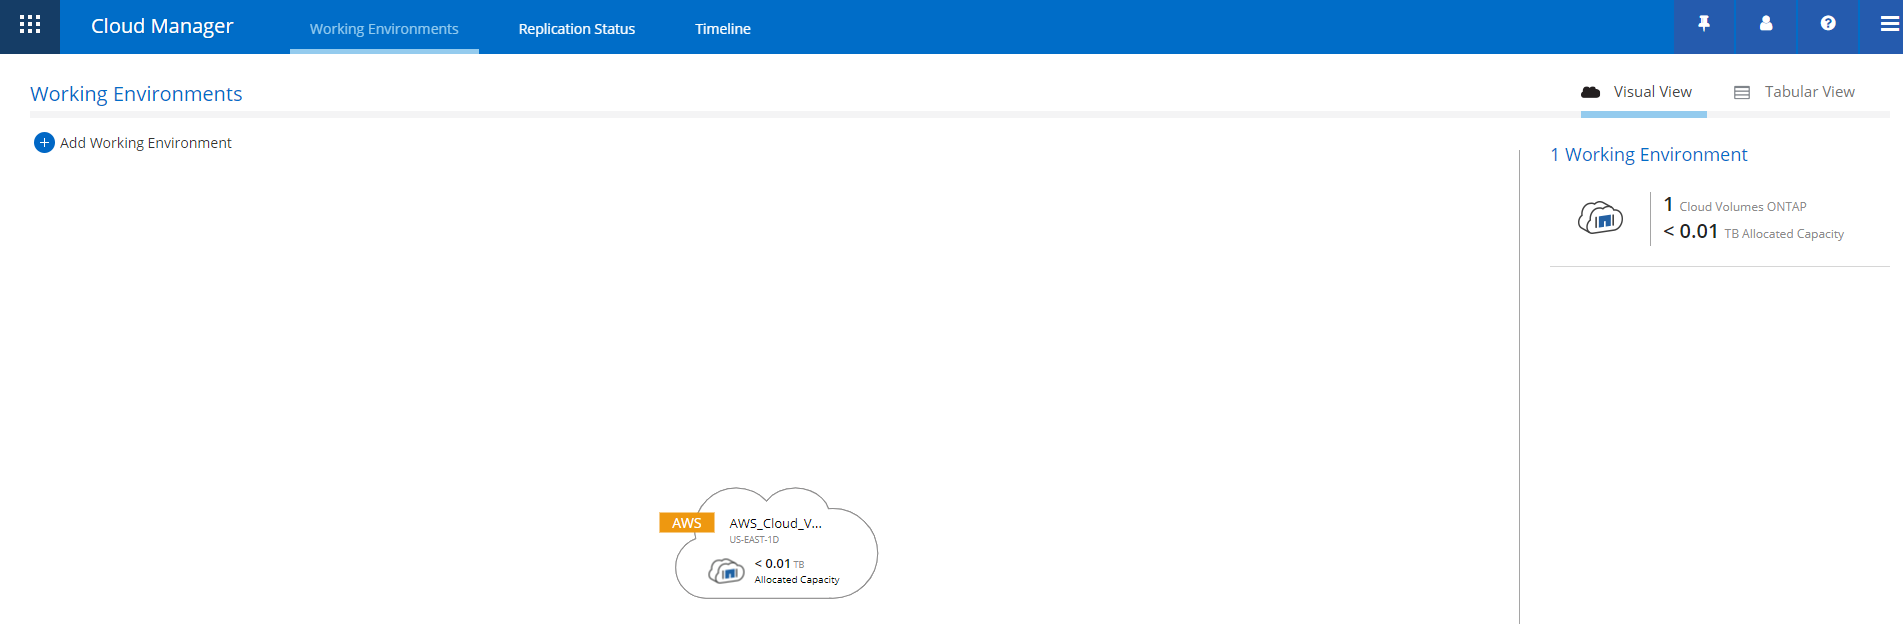 Cloud Manager
Working Environments
Replication Status
Timeline
Working Environments
Visual View
Tabular View
Add Working Environment
1 Working Environment
1 Cloud Volumes ONTAP
< 0.01 TB Allocated Capacity
AWS
AWS_Cloud_V...
US-EAST-1D
< 0.01 TB
Allocated Capacity